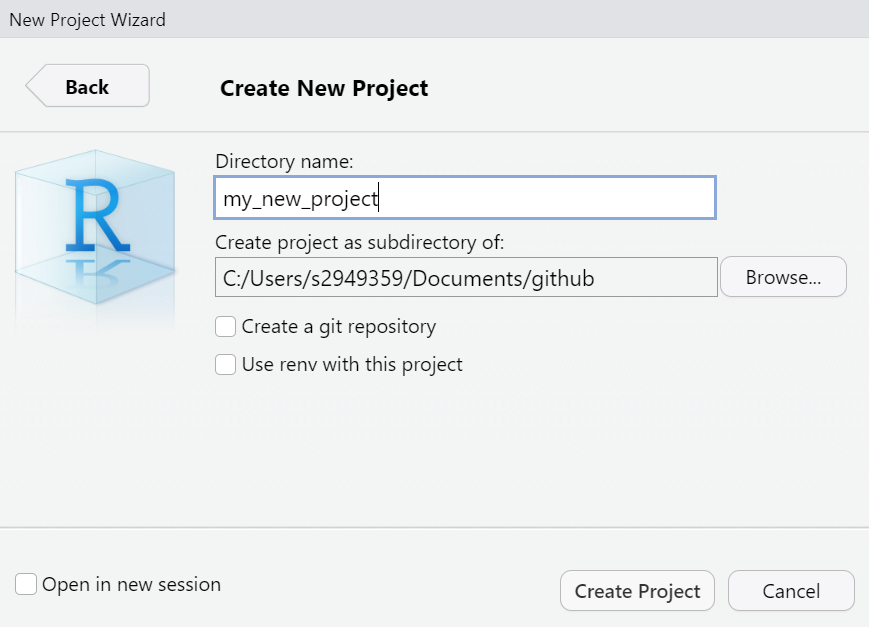 New Project Wizard
Back
Create New Project
R
Directory name:
my_new_project
Create project as subdirectory of:
C:/Users/s2949359/Documents/github
Browse...
Create a git repository
Use renv with this project
Open in new session
Create Project
Cancel